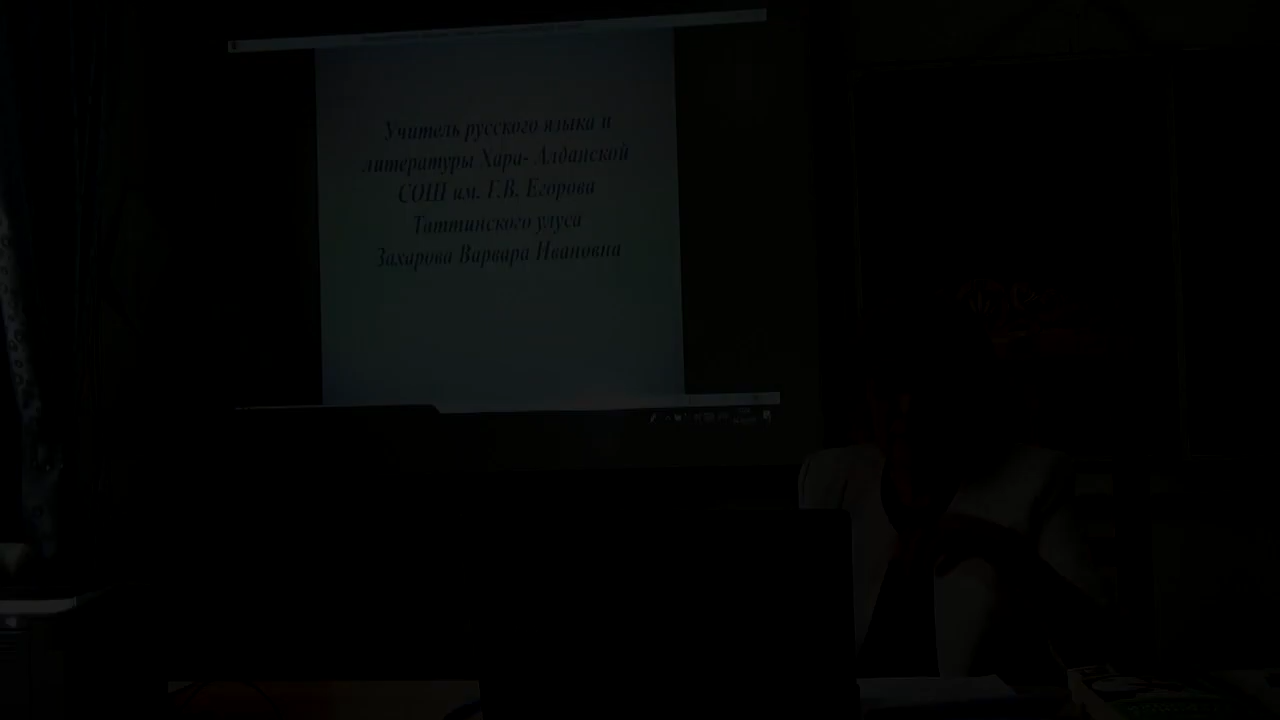 Учитель русского языка и
литературы Хара- Алданской
СОШ им. Г.В. Егорова
Таттинского улуса
Захарова Варвара Ивановна